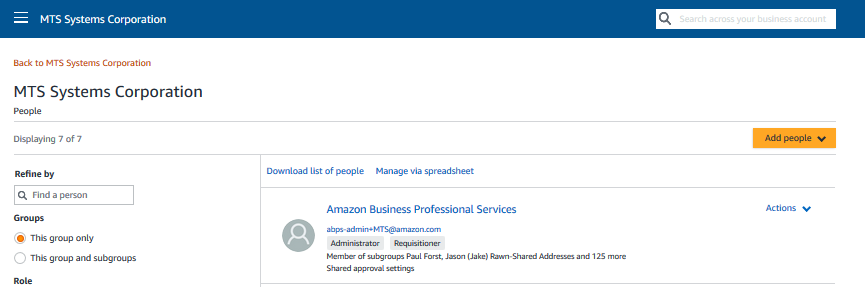 MTS Systems Corporation
Search across your business account
Back to MTS Systems Corporation
MTS Systems Corporation
People
Displaying 7 of 7
Add people
Refine by
Download list of people Manage via spreadsheet
Find a person
Groups
Amazon Business Professional Services
Actions
This group only
abps-admin+MTS@amazon.com
Administrator Requisitioner
This group and subgroups
Member of subgroups Paul Forst, Jason (Jake) Rawn-Shared Addresses and 125 more
Shared approval settings
Role